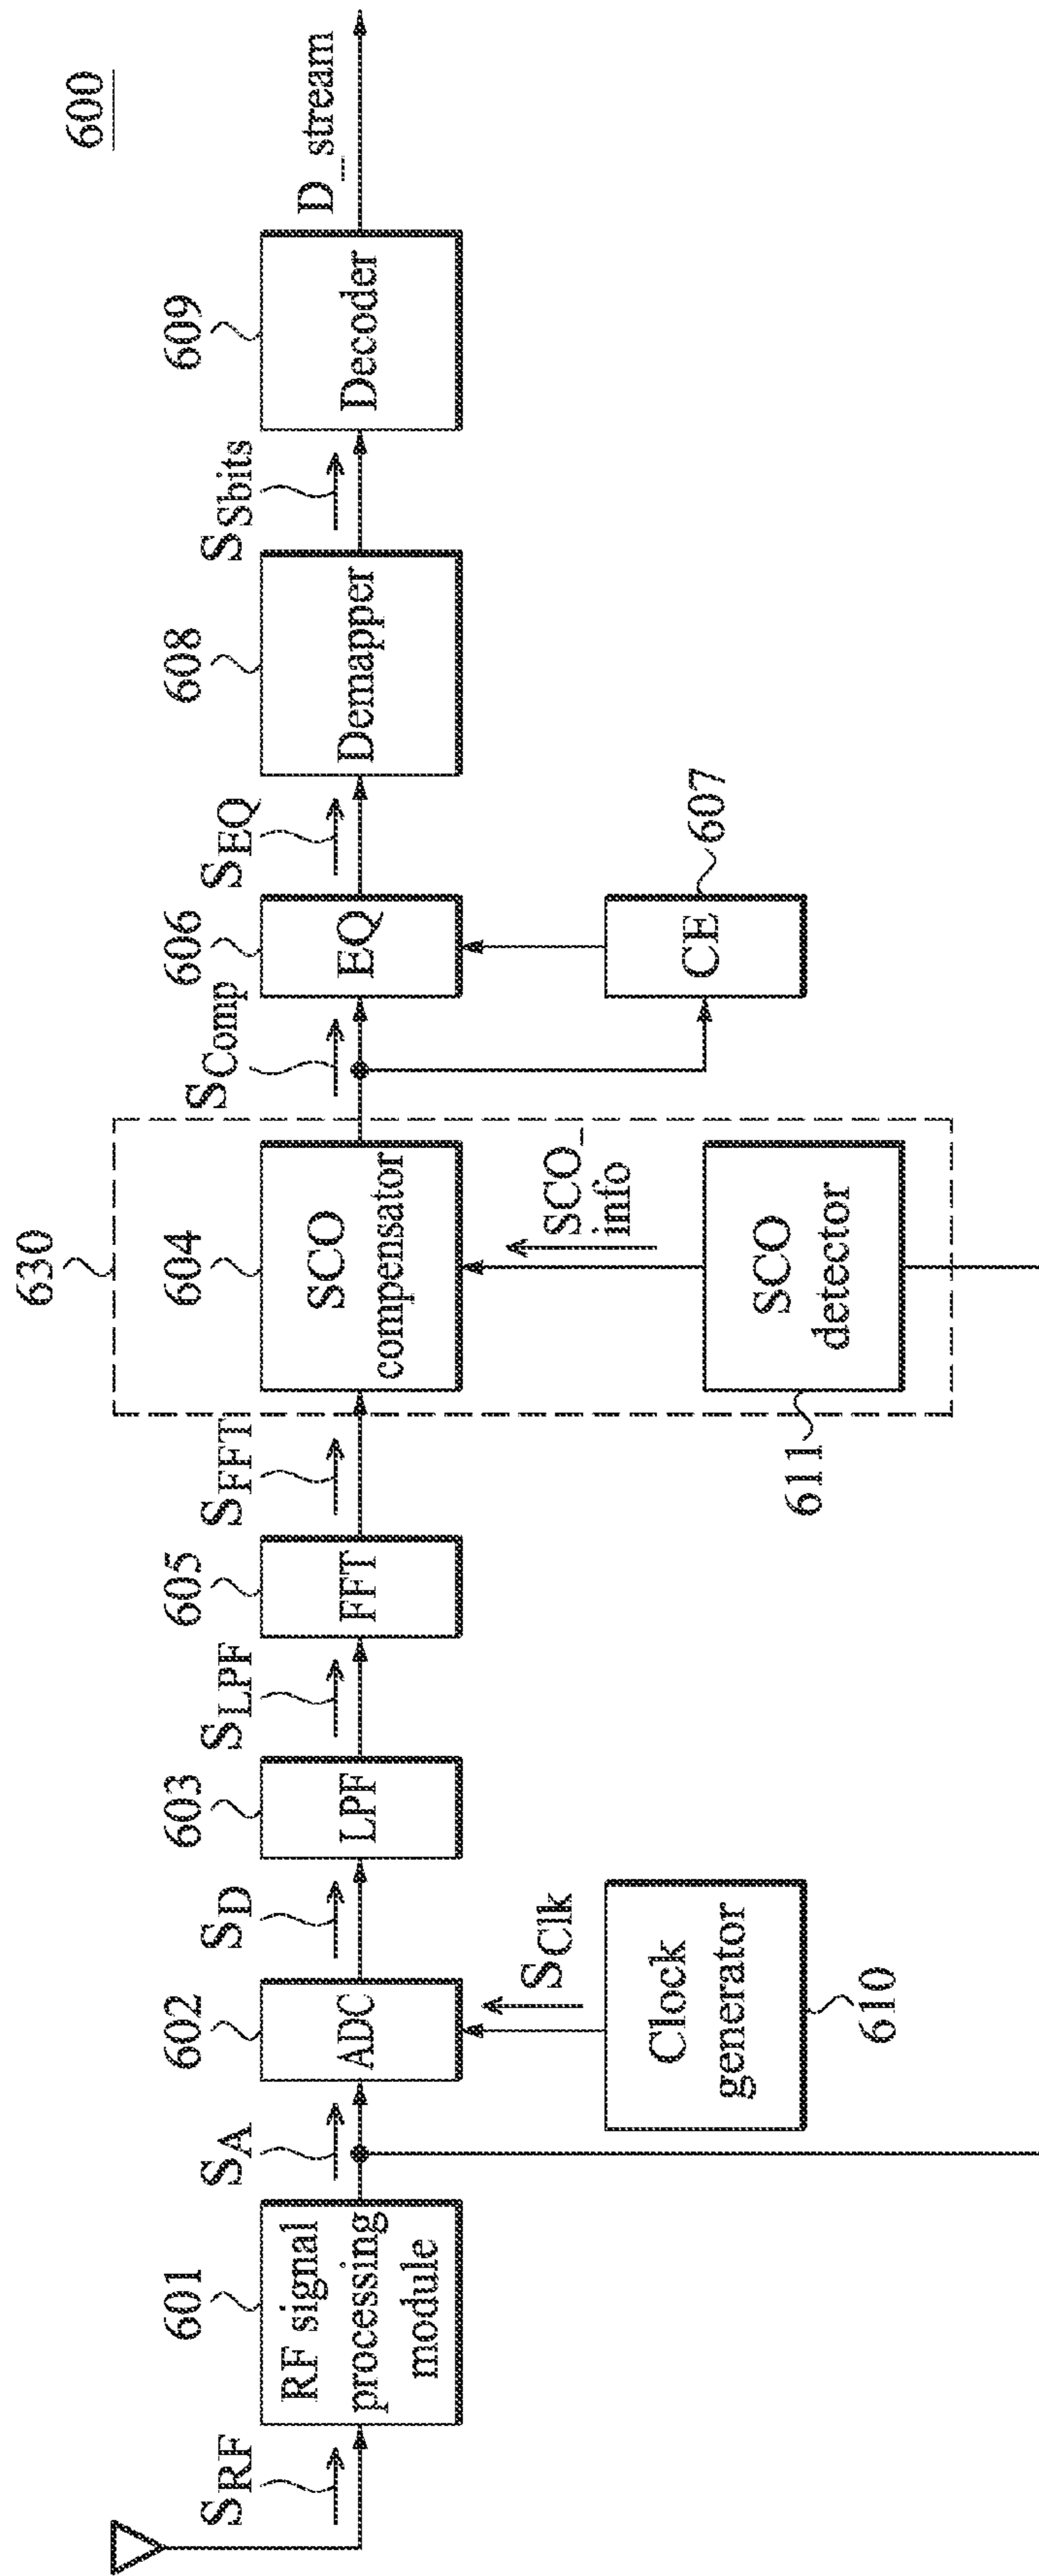 600
630
601
602
603
605
604
606
608
609
SRF
SA
SD
SLPF
SFFT
SComp
SEQ
SSbits
D_stream
RF signal
processing
module
ADC
LPF
FFT
SCO
compensator
EQ
Demapper
Decoder
SClk
SCO_
info
Clock
generator
610
SCO
detector
611
CE
607